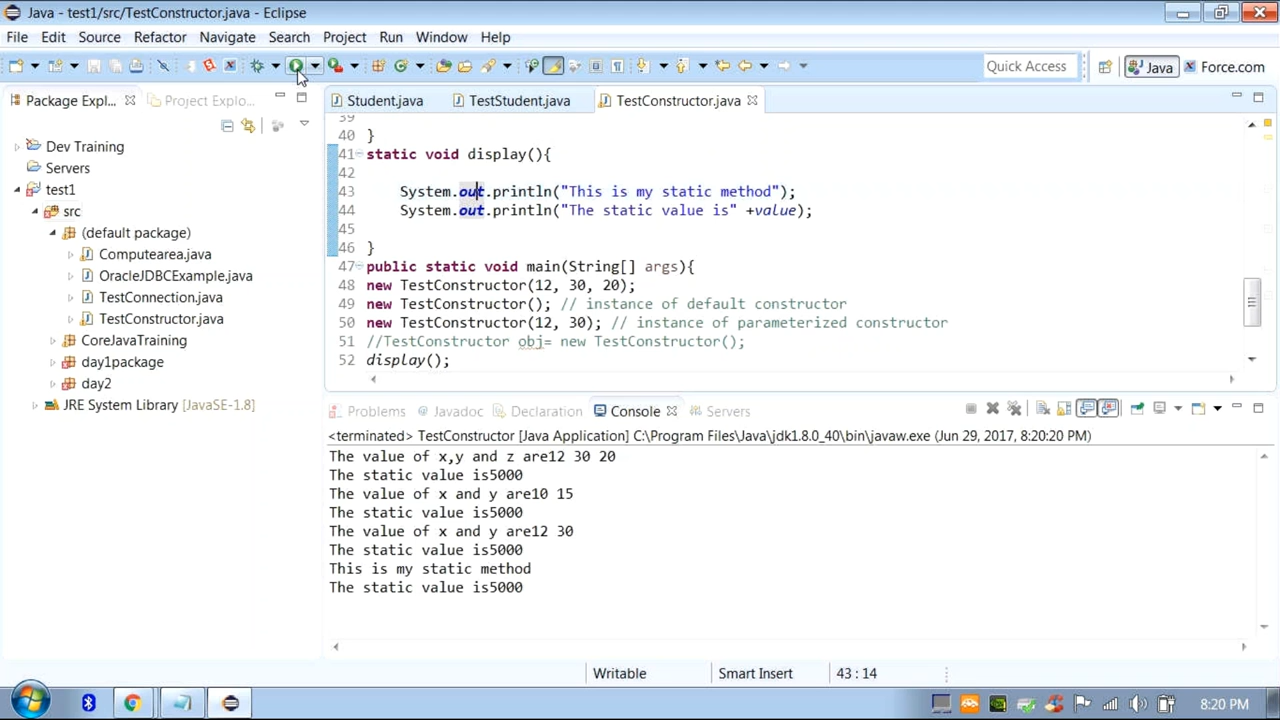 Java - test1/src/TestConstructor.java - Eclipse
File Edit Source Refactor Navigate Search Project Run Window Help
Quick Access Java Force.com
Package Expl... Project Explo...
Student.java TestStudent.java TestConstructor.java
Dev Training
Servers
test1
src
(default package)
Computearea.java
OracleJDBCExample.java
TestConnection.java
TestConstructor.java
CoreJavaTraining
day1package
day2
JRE System Library [JavaSE-1.8]
39
40 }
41 static void display(){
42
43 System.out.println("This is my static method");
44 System.out.println("The static value is" +value);
45
46 }
47 public static void main(String[] args){
48 new TestConstructor(12, 30, 20);
49 new TestConstructor(); // instance of default constructor
50 new TestConstructor(12, 30); // instance of parameterized constructor
51 //TestConstructor obj= new TestConstructor();
52 display();
Problems @ Javadoc Declaration Console Servers
<terminated> TestConstructor [Java Application] C:\Program Files\Java\jdk1.8.0_40\bin\javaw.exe (Jun 29, 2017, 8:20:20 PM)
The value of x,y and z are12 30 20
The static value is5000
The value of x and y are10 15
The static value is5000
The value of x and y are12 30
The static value is5000
This is my static method
The static value is5000
Writable Smart Insert 43 : 14
8:20 PM